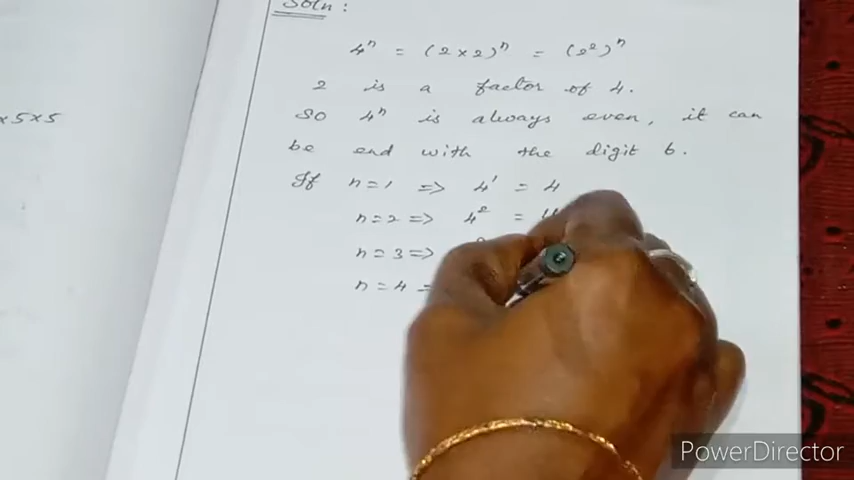 Soln :
4ⁿ = (2 × 2)ⁿ = (2²)ⁿ
2 is a factor of 4.
So 4ⁿ is always even, it can
be end with the digit 6.
If n = 1 => 4¹ = 4
n = 2 => 4² =
n = 3 =>
n = 4 =
×5×5
PowerDirector